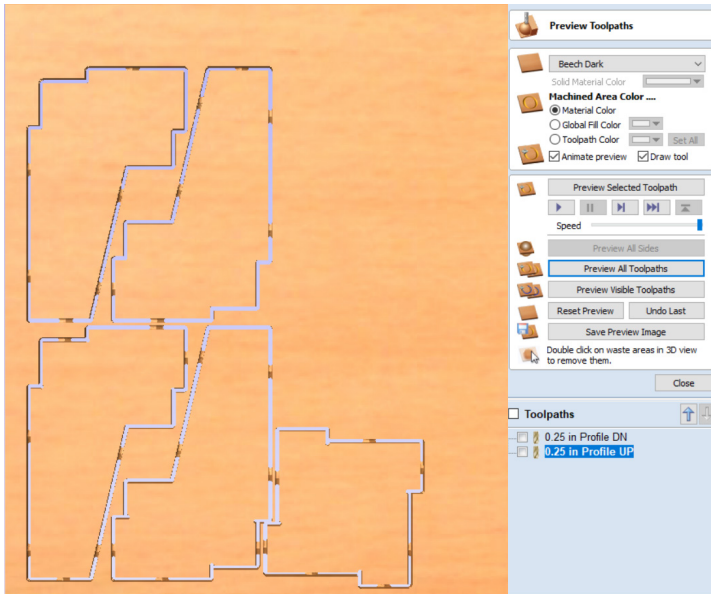 Preview Toolpaths
Beech Dark
Solid Material Color
Machined Area Color ....
Material Color
Global Fill Color
Toolpath Color
Set All
Animate preview
Draw tool
Preview Selected Toolpath
Speed
Preview All Sides
Preview All Toolpaths
Preview Visible Toolpaths
Reset Preview
Undo Last
Save Preview Image
Double click on waste areas in 3D view
to remove them.
Close
Toolpaths
0.25 in Profile DN
0.25 in Profile UP